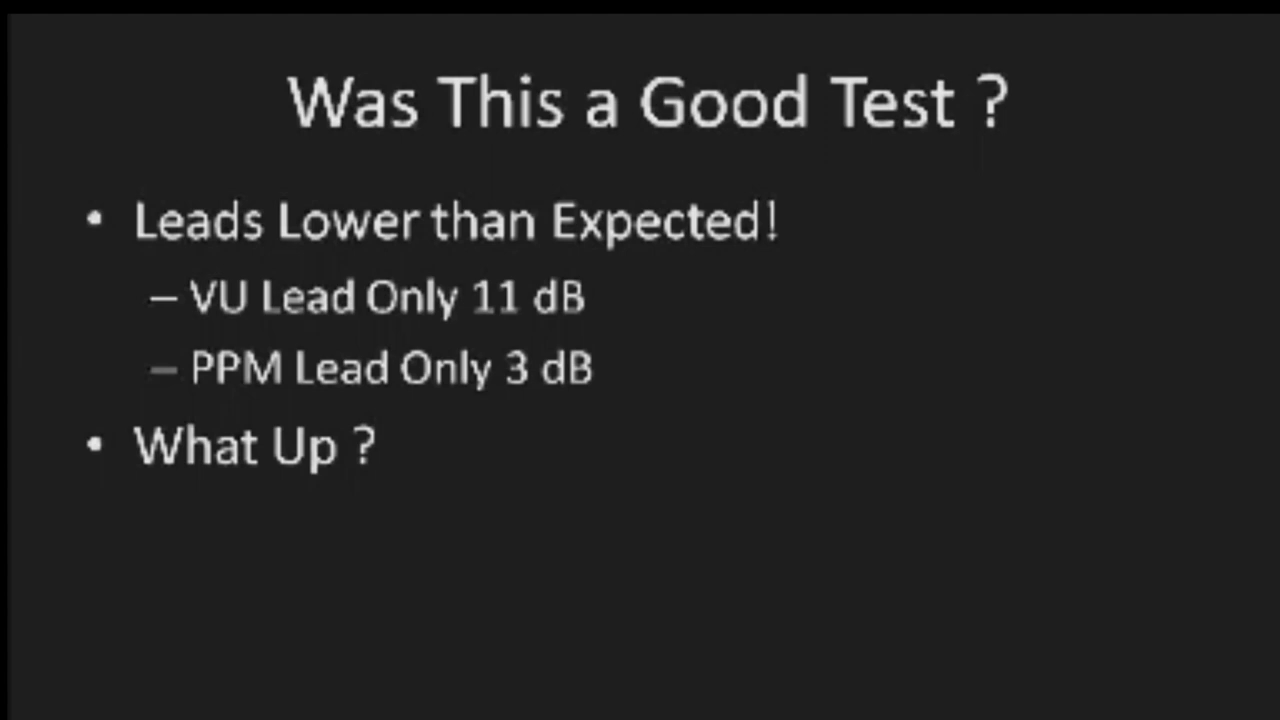 Was This a Good Test ?
• Leads Lower than Expected!
– VU Lead Only 11 dB
– PPM Lead Only 3 dB
• What Up ?